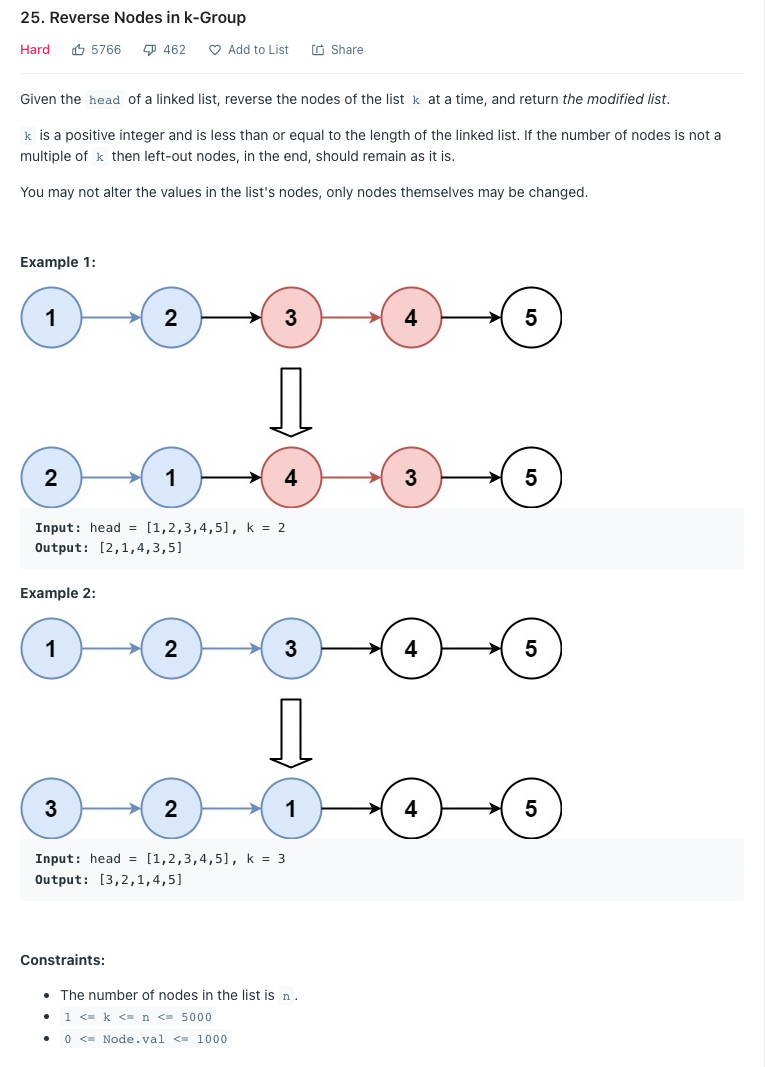 25. Reverse Nodes in k-Group
Hard 5766 462 Add to List Share
Given the head of a linked list, reverse the nodes of the list k at a time, and return the modified list.
k is a positive integer and is less than or equal to the length of the linked list. If the number of nodes is not a
multiple of k then left-out nodes, in the end, should remain as it is.
You may not alter the values in the list's nodes, only nodes themselves may be changed.
Example 1:
1 2 3 4 5
2 1 4 3 5
Input: head = [1,2,3,4,5], k = 2
Output: [2,1,4,3,5]
Example 2:
1 2 3 4 5
3 2 1 4 5
Input: head = [1,2,3,4,5], k = 3
Output: [3,2,1,4,5]
Constraints:
• The number of nodes in the list is n.
• 1 <= k <= n <= 5000
• 0 <= Node.val <= 1000